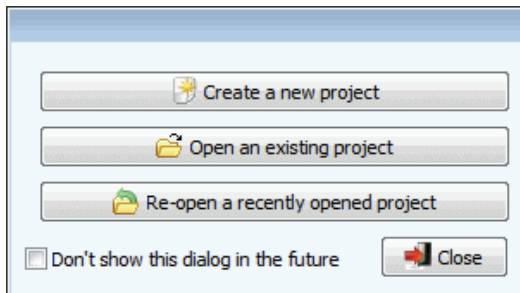 Create a new project
Open an existing project
Re-open a recently opened project
Don't show this dialog in the future
Close